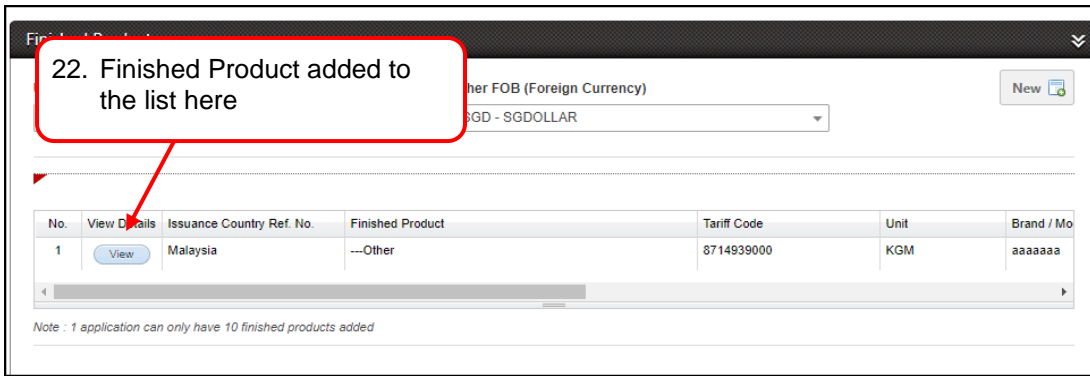 22. Finished Product added to
the list here
her FOB (Foreign Currency)
New
SGD - SGDOLLAR
No. View Details Issuance Country Ref. No. Finished Product Tariff Code Unit Brand / Mo
1 View Malaysia ---Other 8714939000 KGM aaaaaaa
Note : 1 application can only have 10 finished products added